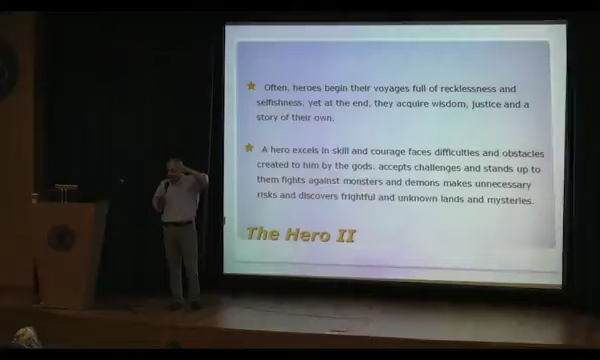 Often, heroes begin their voyages full of recklessness and
selfishness, yet at the end, they acquire wisdom, justice and a
story of their own.
A hero excels in skill and courage faces difficulties and obstacles
created to him by the gods. accepts challenges and stands up to
them fights against monsters and demons makes unnecessary
risks and discovers frightful and unknown lands and mysteries.
The Hero II